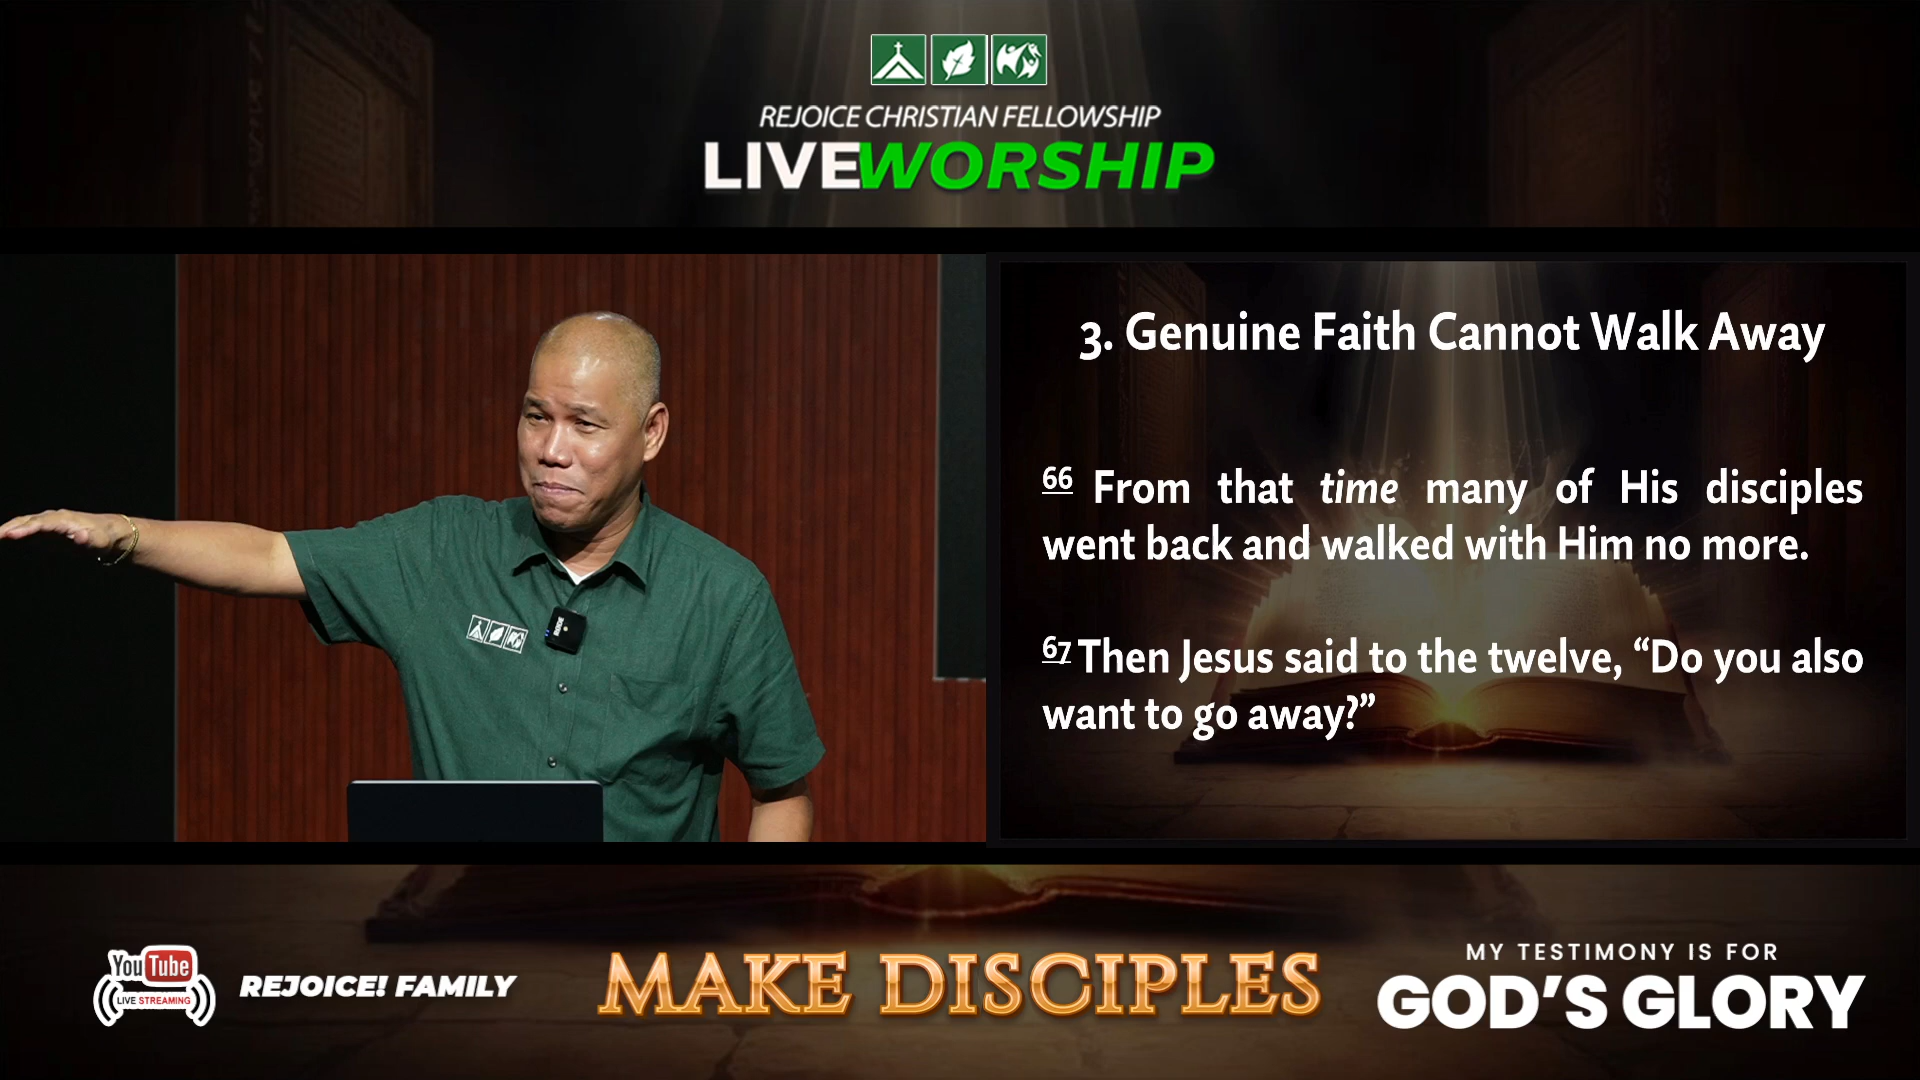 REJOICE CHRISTIAN FELLOWSHIP
LIVEWORSHIP
3. Genuine Faith Cannot Walk Away
66 From that time many of His disciples
went back and walked with Him no more.
67 Then Jesus said to the twelve, “Do you also
want to go away?”
YouTube
LIVE STREAMING
REJOICE! FAMILY
MAKE DISCIPLES
MY TESTIMONY IS FOR
GOD’S GLORY